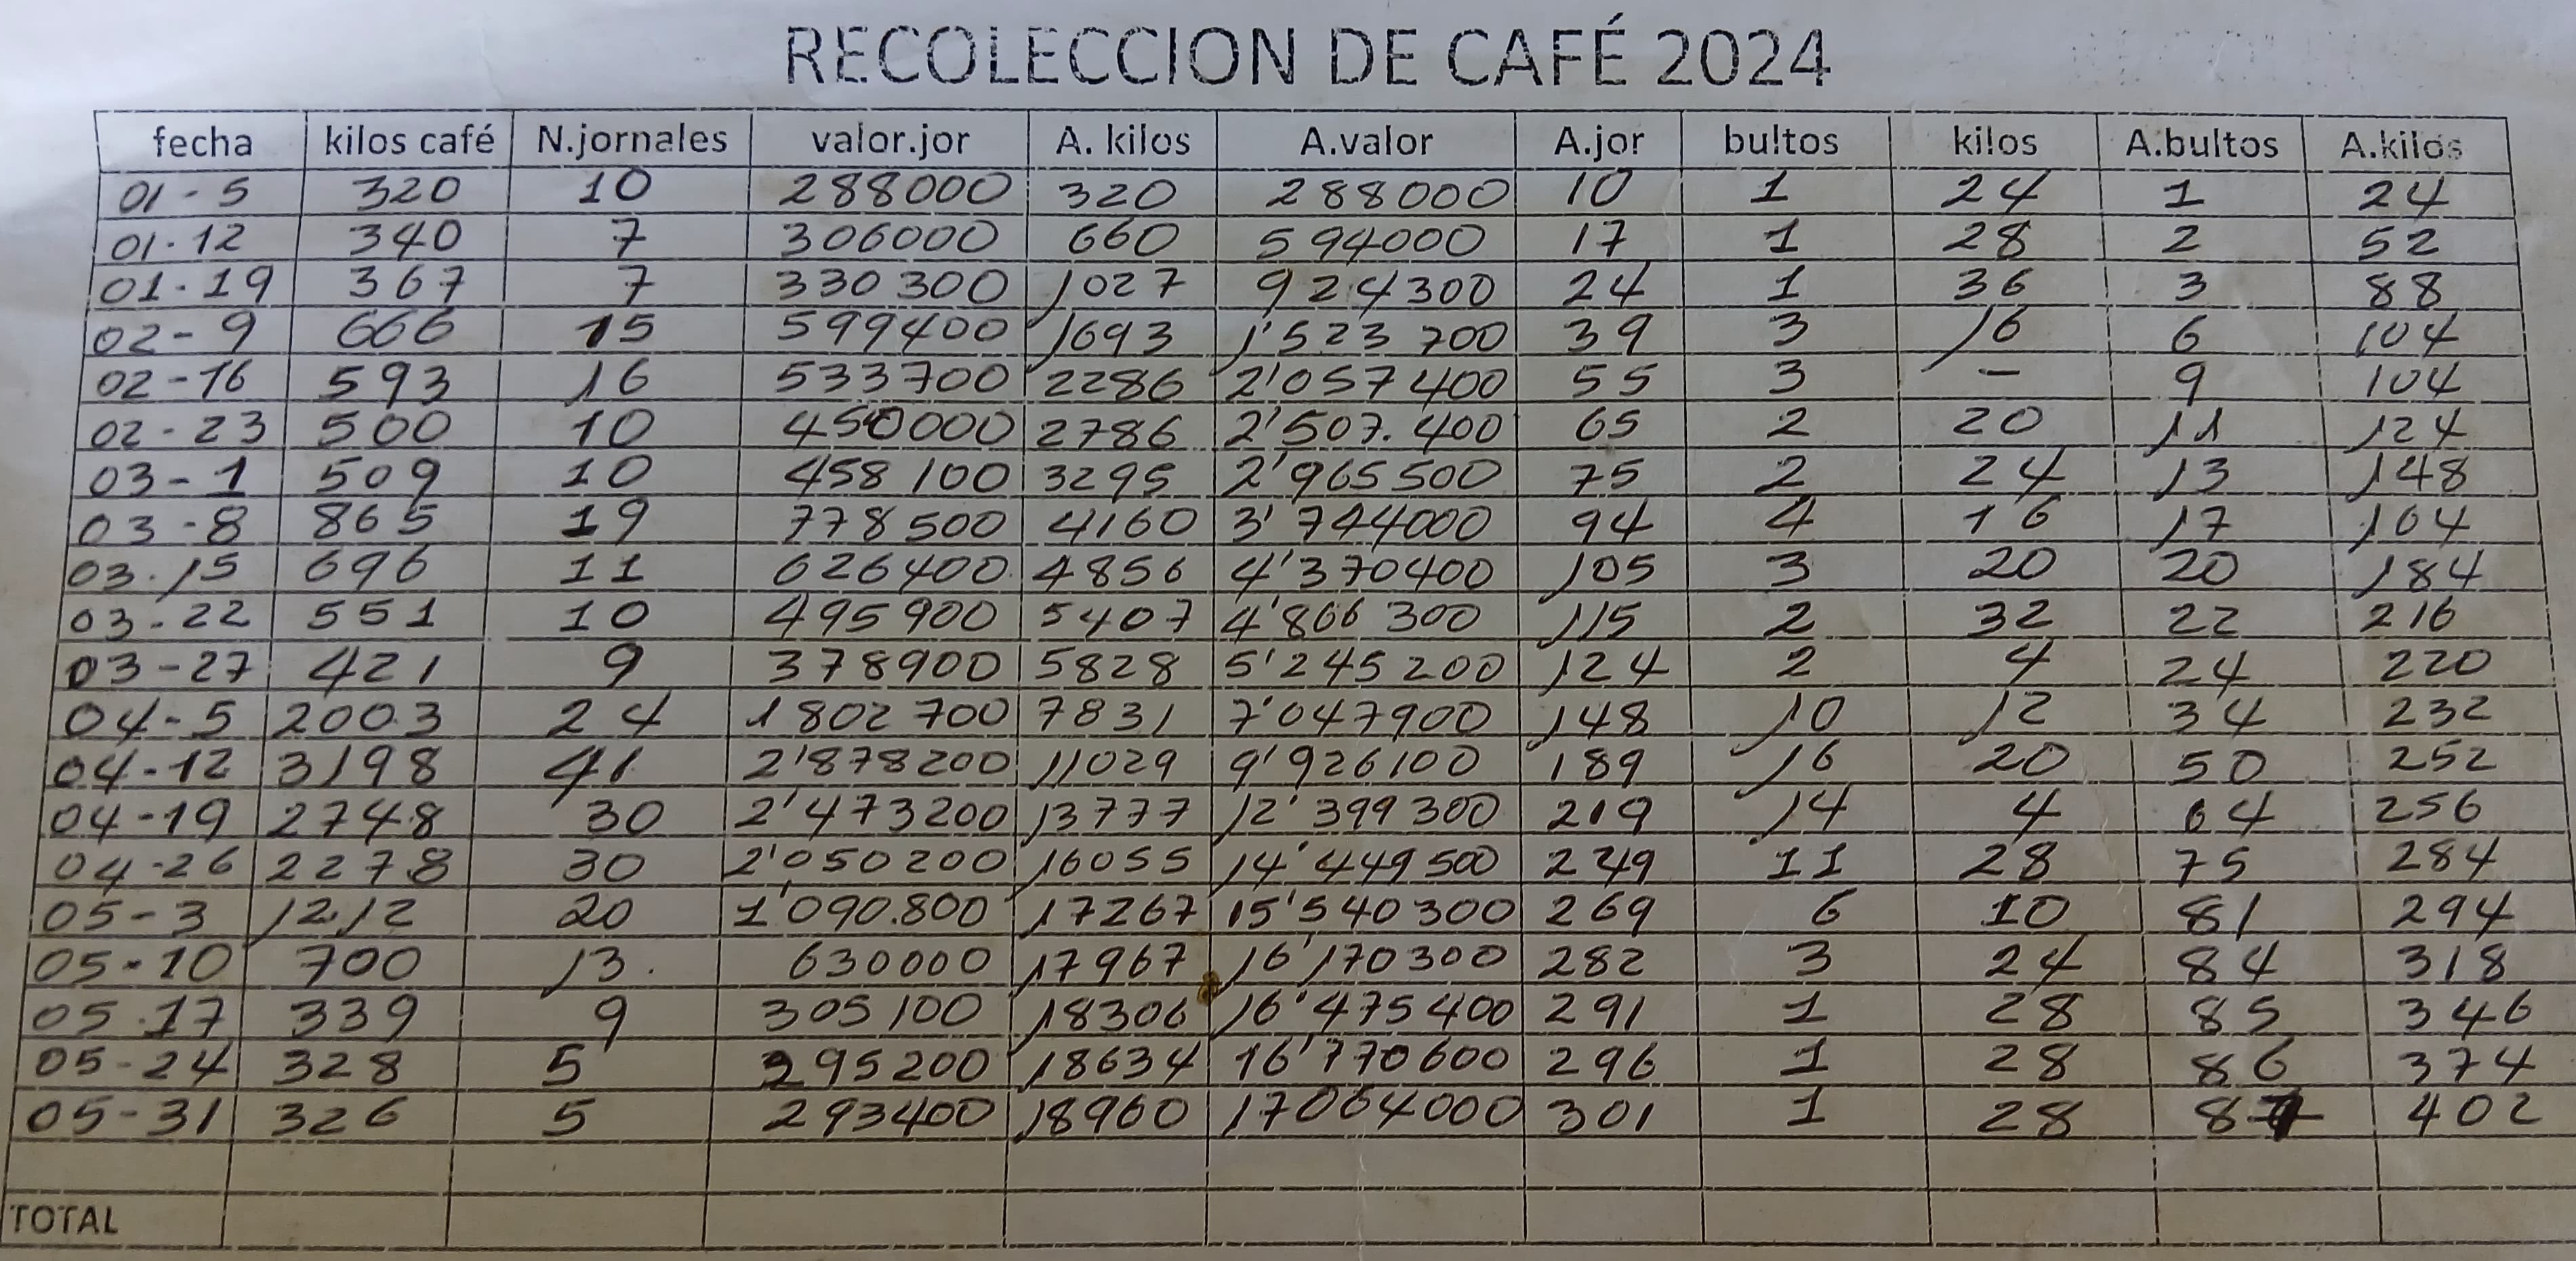 RECOLECCION DE CAFÉ 2024
fecha kilos café N.jornales valor.jor A. kilos A.valor A.jor bultos kilos A.bultos A.kilos
01-5 320 10 288000 320 288000 10 1 24 1 24
01-12 340 7 306000 660 594000 17 1 28 2 52
01-19 367 7 330300 1027 924300 24 1 36 3 88
02-9 666 15 599400 1693 1'523700 39 3 16 6 104
02-16 593 16 533700 2286 2'057400 55 3 - 9 104
02-23 500 10 450000 2786 2'507.400 65 2 20 11 124
03-1 509 10 458100 3295 2'965500 75 2 24 13 148
03-8 865 19 778500 4160 3'744000 94 4 16 17 164
03-15 696 11 626400 4856 4'370400 105 3 20 20 184
03-22 551 10 495900 5407 4'866300 115 2 32 22 216
03-27 421 9 378900 5828 5'245200 124 2 4 24 220
04-5 2003 24 1802700 7831 7'047900 148 10 12 34 232
04-12 3198 41 2'878200 11029 9'926100 189 16 20 50 252
04-19 2748 30 2'473200 13777 12'399300 219 14 4 64 256
04-26 2278 30 2'050200 16055 14'449500 249 11 28 75 284
05-3 1212 20 1'090.800 17267 15'540300 269 6 10 81 294
05-10 700 13. 630000 17967 16'170300 282 3 24 84 318
05-17 339 9 305100 18306 16'475400 291 1 28 85 346
05-24 328 5 295200 18634 16'770600 296 1 28 86 374
05-31 326 5 293400 18960 17064000 301 1 28 87 402
TOTAL